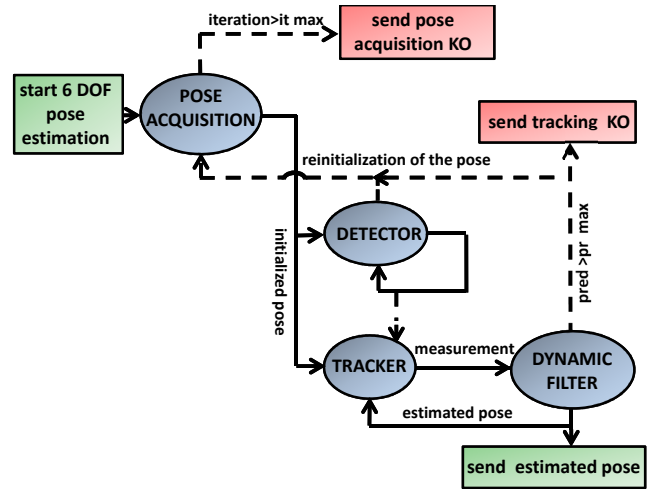 iteration>it max
send pose
acquisition KO
start 6 DOF
pose
estimation
POSE
ACQUISITION
send tracking KO
reinitialization of the pose
DETECTOR
initialized pose
pred >pr max
TRACKER
measurement
DYNAMIC
FILTER
estimated pose
send estimated pose